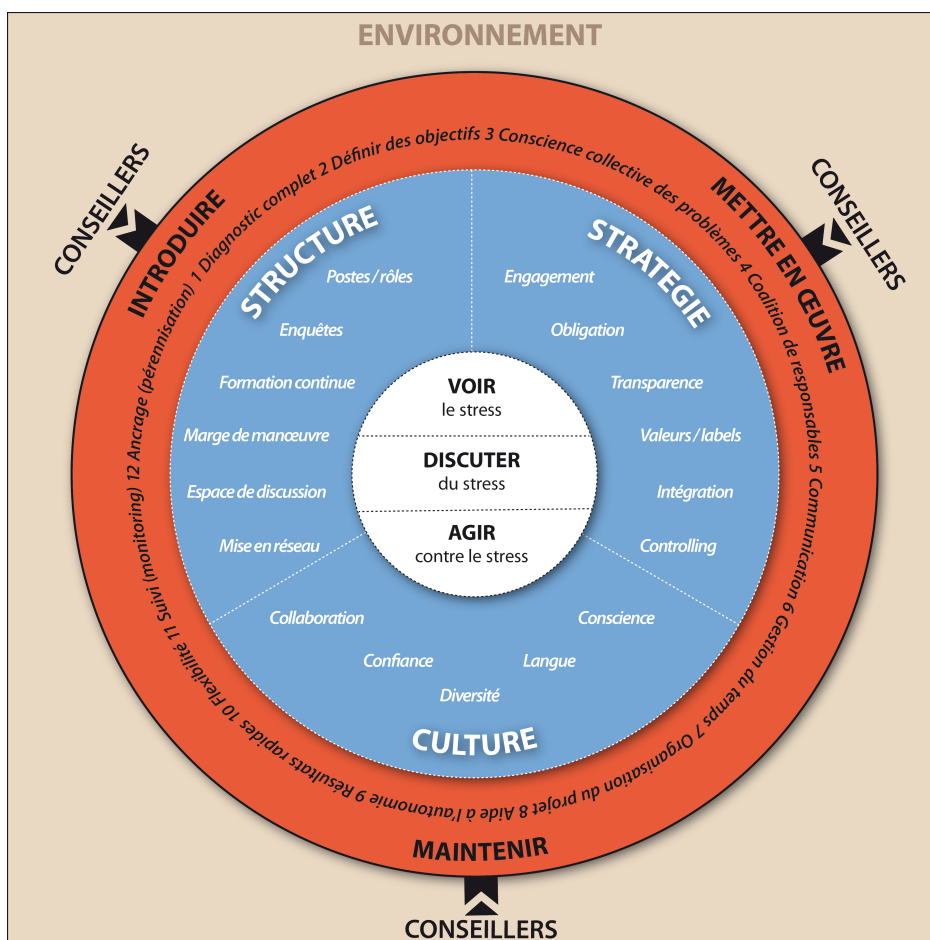 ENVIRONNEMENT
CONSEILLERS
CONSEILLERS
INTRODUIRE
METTRE EN ŒUVRE
1 Diagnostic complet 2 Définir des objectifs 3 Conscience collective des problèmes 4 Coalition de responsables 5 Communication 6 Gestion du temps 7 Organisation du projet 8 Aide à l'autonomie 9 Résultats rapides 10 Flexibilité 11 Suivi (monitoring) 12 Ancrage (pérennisation)
STRUCTURE
Postes / rôles
Enquêtes
Formation continue
Marge de manœuvre
Espace de discussion
Mise en réseau
STRATEGIE
Engagement
Obligation
Transparence
Valeurs / labels
Intégration
Controlling
VOIR
le stress
DISCUTER
du stress
AGIR
contre le stress
Collaboration
Conscience
Confiance
Langue
Diversité
CULTURE
MAINTENIR
CONSEILLERS